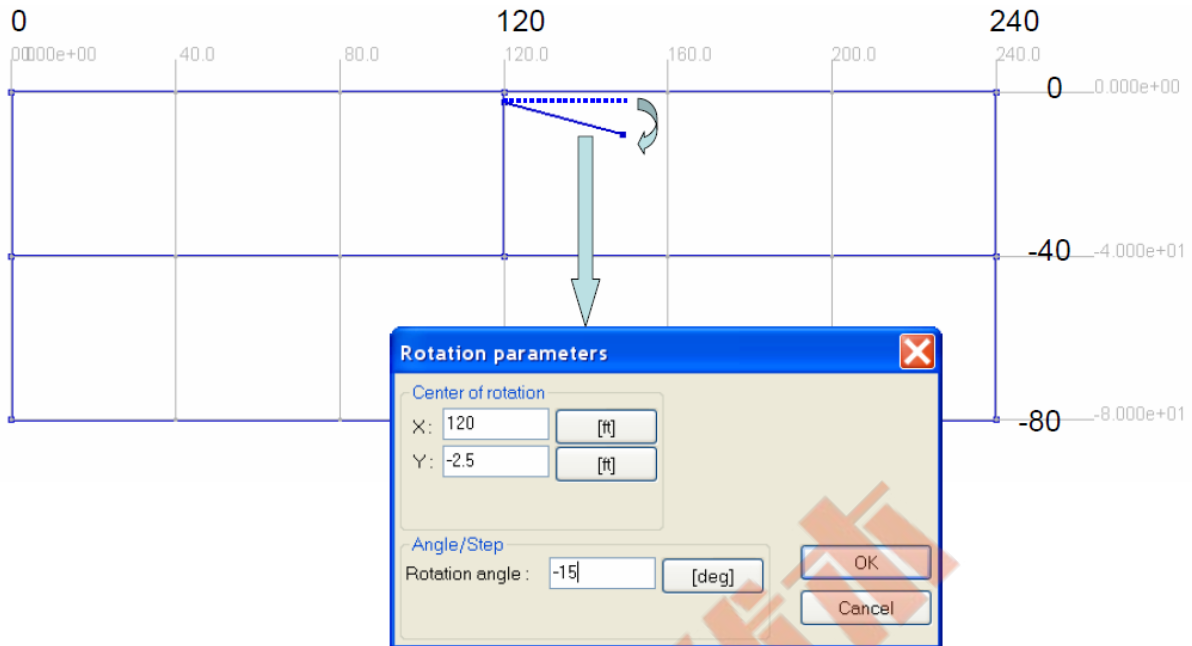 0 120 240
0.000e+00 40.0 80.0 120.0 160.0 200.0 240.0
0 0.000e+00
-40 -4.000e+01
-80 -8.000e+01
Rotation parameters
Center of rotation
X: 120 [ft]
Y: -2.5 [ft]
Angle/Step
Rotation angle : -15 [deg]
OK
Cancel